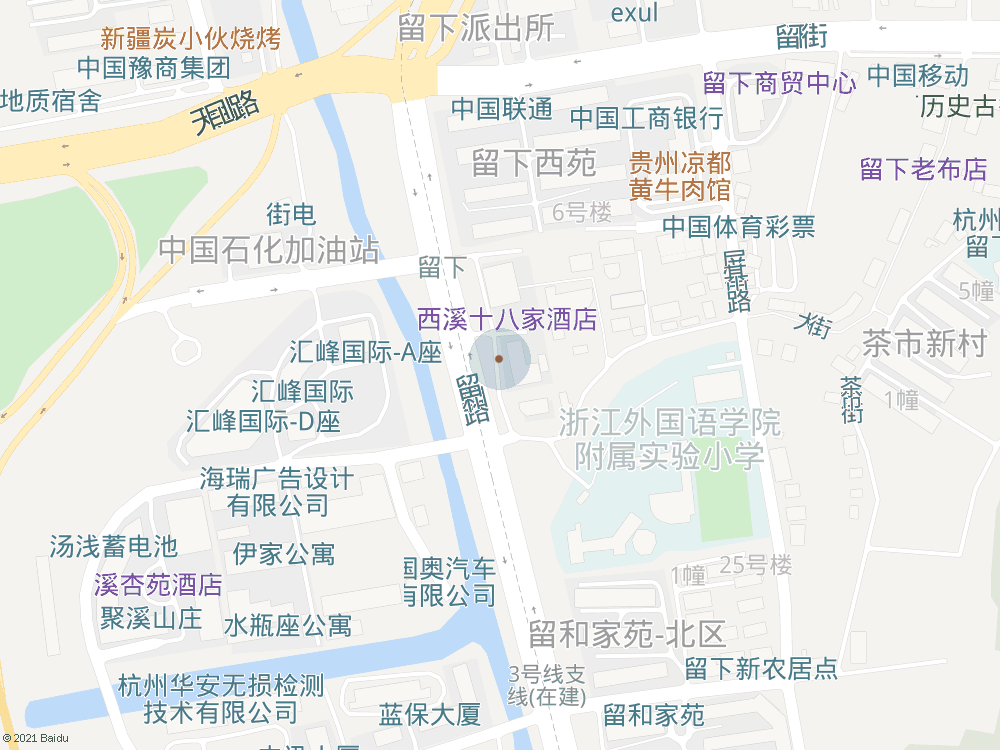 exul
留下派出所
新疆炭小伙烧烤
留街
中国豫商集团
中国移动
留下商贸中心
地质宿舍
天目山路
中国联通
历史古
中国工商银行
留下西苑
贵州凉都
黄牛肉馆
留下老布店
街电
6号楼
中国体育彩票
杭州
留下
中国石化加油站
留下
屏基路
5幢
西溪十八家酒店
大街
汇峰国际-A座
茶市新村
汇峰国际
留和路
茶市街
1幢
汇峰国际-D座
浙江外国语学院
附属实验小学
海瑞广告设计
有限公司
汤浅蓄电池
伊家公寓
国奥汽车
有限公司
25号楼
1幢
溪杏苑酒店
聚溪山庄
水瓶座公寓
留和家苑-北区
3号线支
线(在建)
留下新农居点
杭州华安无损检测
技术有限公司
蓝保大厦
留和家苑
© 2021 Baidu